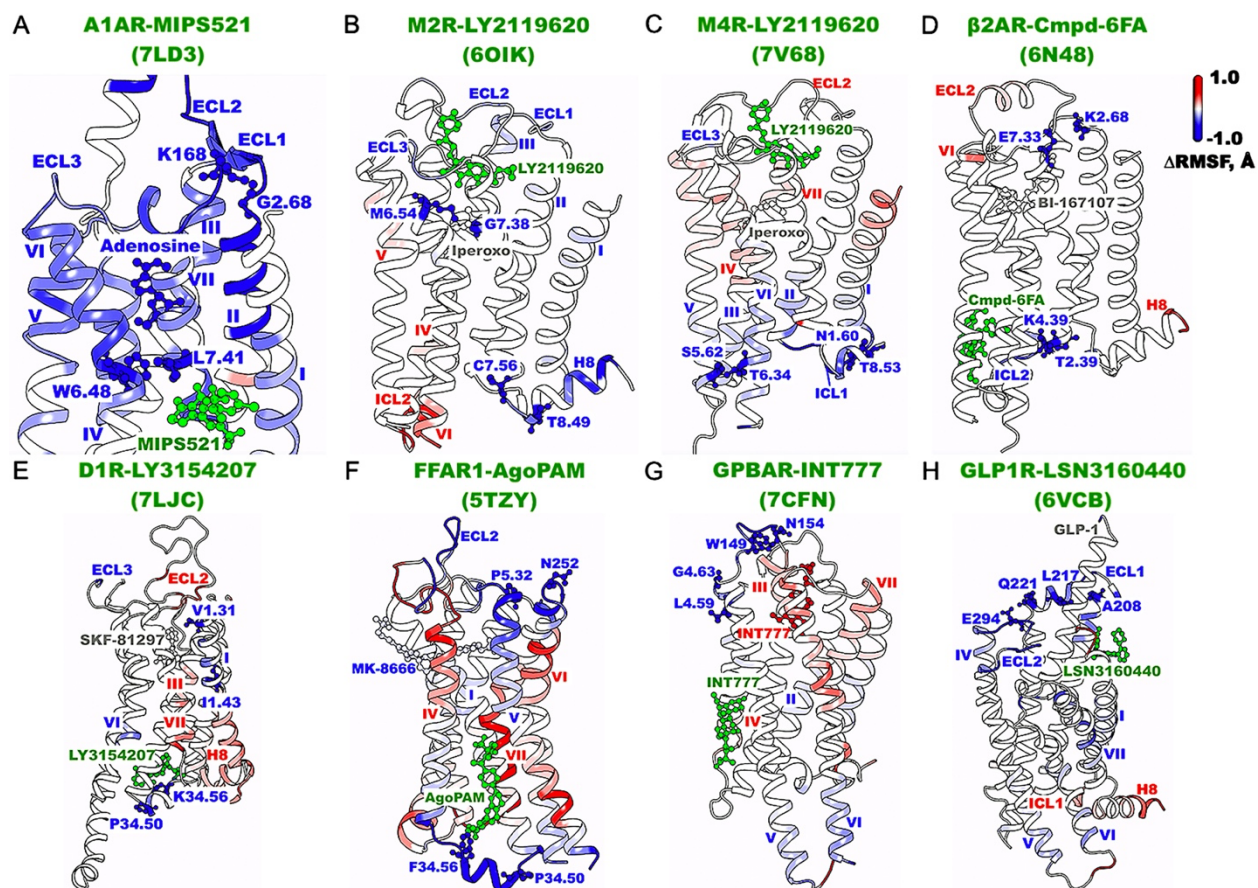 A
A1AR-MIPS521
(7LD3)
ECL2
ECL1
ECL3
K168
G2.68
III
VI
Adenosine
VII
V
II
L7.41
I
W6.48
IV
MIPS521
B
M2R-LY2119620
(6OIK)
ECL2
ECL1
III
ECL3
LY2119620
M6.54
II
G7.38
I
V
Iperoxo
IV
C7.56
H8
ICL2
VI
T8.49
C
M4R-LY2119620
(7V68)
ECL2
ECL3
LY2119620
VII
Iperoxo
IV
VI
II
I
V
III
N1.60
S5.62
T6.34
T8.53
ICL1
D
β2AR-Cmpd-6FA
(6N48)
ECL2
K2.68
E7.33
VI
BI-167107
Cmpd-6FA
H8
K4.39
T2.39
ICL2
1.0
-1.0
ΔRMSF, Å
E
D1R-LY3154207
(7LJC)
ECL3
ECL2
V1.31
SKF-81297
I
III
I1.43
VI
VII
H8
LY3154207
K34.56
P34.50
F
FFAR1-AgoPAM
(5TZY)
ECL2
N252
P5.32
MK-8666
VI
I
IV
V
VII
AgoPAM
F34.56
P34.50
G
GPBAR-INT777
(7CFN)
N154
W149
G4.63
III
VII
L4.59
INT777
INT777
II
IV
VI
V
H
GLP1R-LSN3160440
(6VCB)
GLP-1
L217
ECL1
Q221
A208
E294
IV
ECL2
LSN3160440
I
VII
ICL1
H8
V
VI